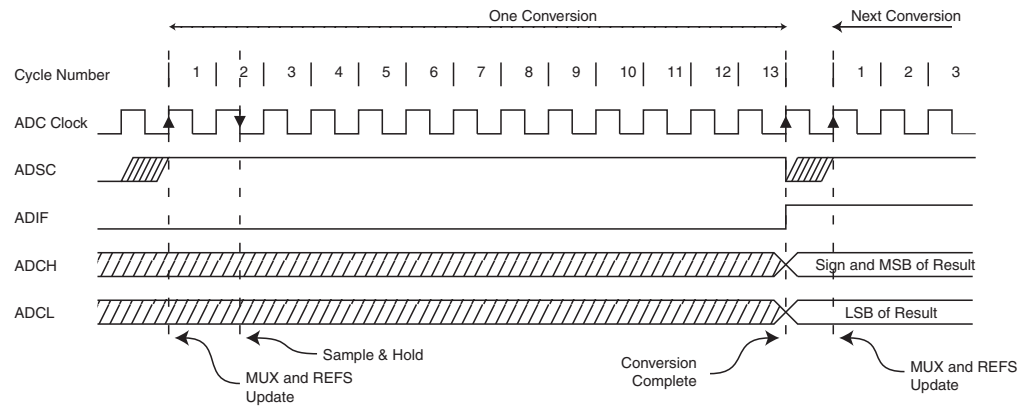 One Conversion
Next Conversion
Cycle Number 1 2 3 4 5 6 7 8 9 10 11 12 13 1 2 3
ADC Clock
ADSC
ADIF
ADCH
Sign and MSB of Result
ADCL
LSB of Result
MUX and REFS
Update
Sample & Hold
Conversion
Complete
MUX and REFS
Update